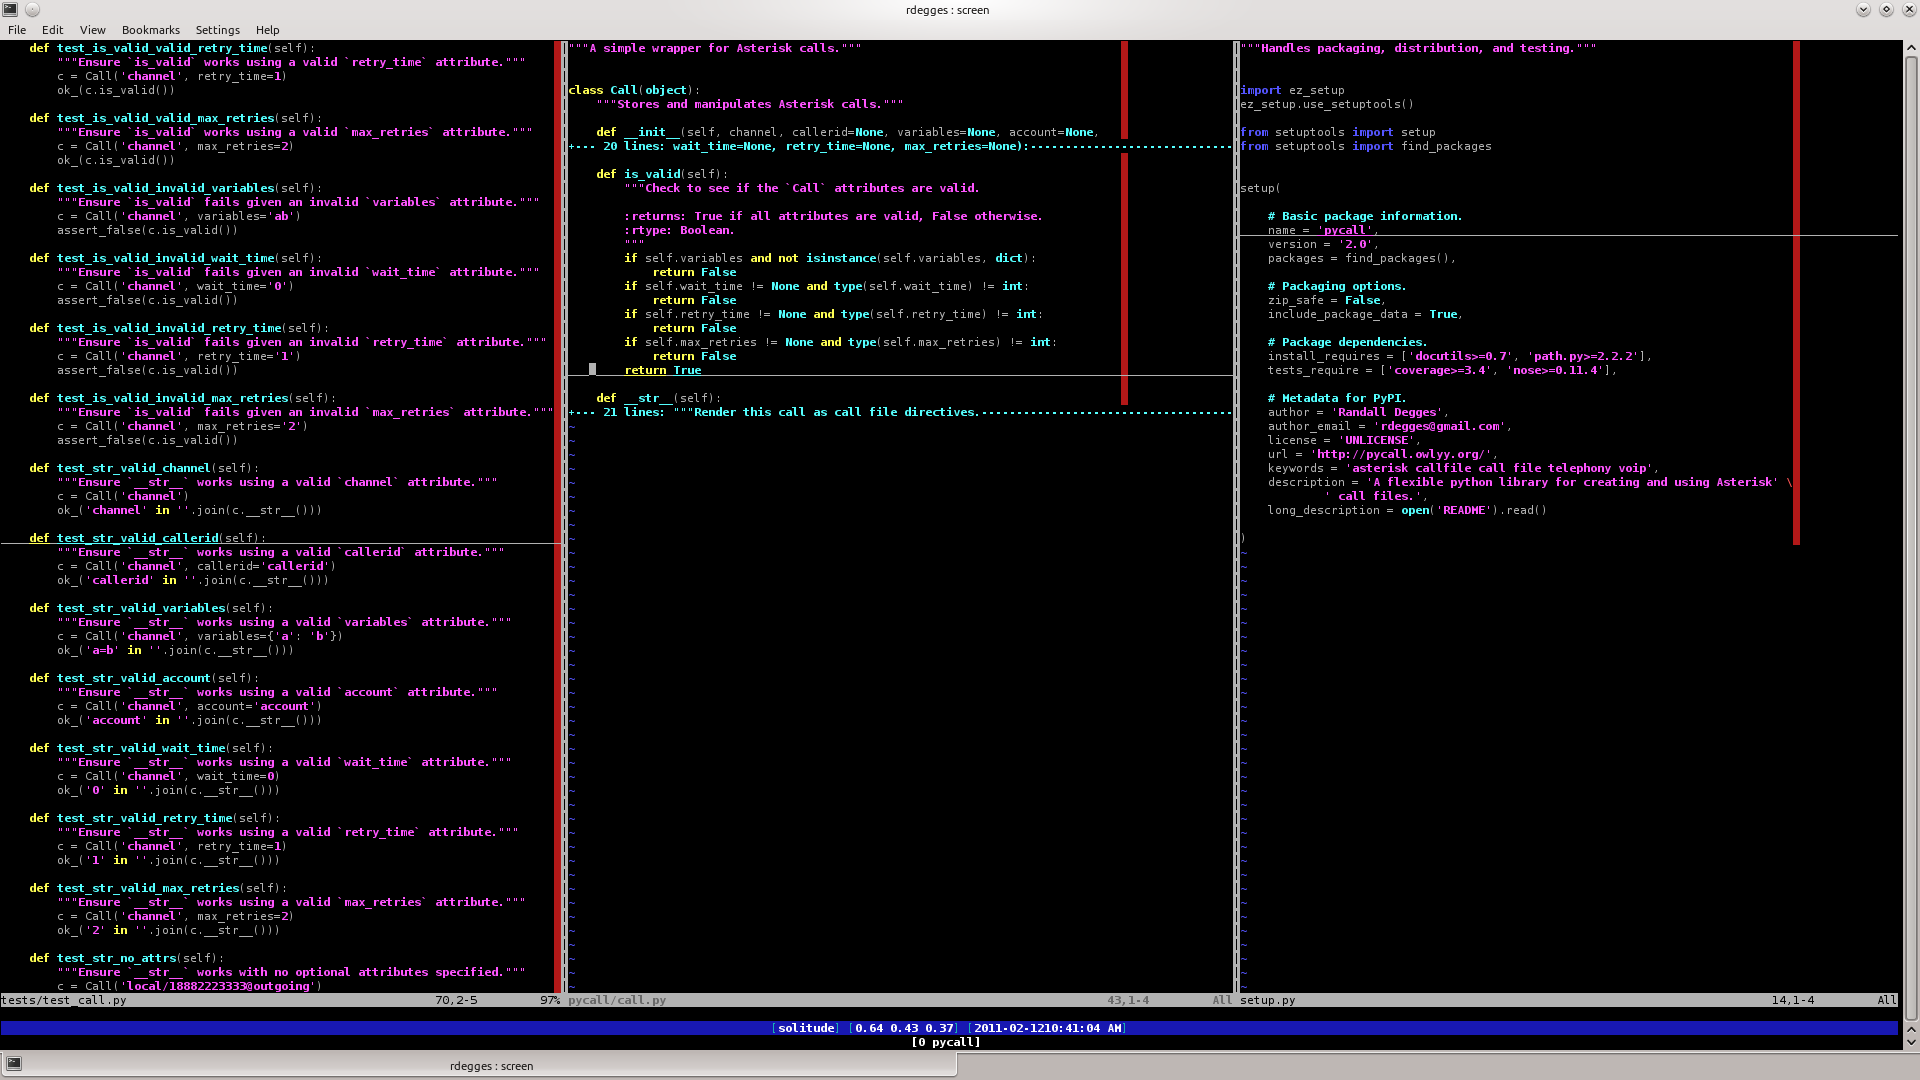 rdegges : screen
File Edit View Bookmarks Settings Help
def test_is_valid_valid_retry_time(self):
"""Ensure `is_valid` works using a valid `retry_time` attribute."""
c = Call('channel', retry_time=1)
ok_(c.is_valid())
def test_is_valid_valid_max_retries(self):
"""Ensure `is_valid` works using a valid `max_retries` attribute."""
c = Call('channel', max_retries=2)
ok_(c.is_valid())
def test_is_valid_invalid_variables(self):
"""Ensure `is_valid` fails given an invalid `variables` attribute."""
c = Call('channel', variables='ab')
assert_false(c.is_valid())
def test_is_valid_invalid_wait_time(self):
"""Ensure `is_valid` fails given an invalid `wait_time` attribute."""
c = Call('channel', wait_time='0')
assert_false(c.is_valid())
def test_is_valid_invalid_retry_time(self):
"""Ensure `is_valid` fails given an invalid `retry_time` attribute."""
c = Call('channel', retry_time='1')
assert_false(c.is_valid())
def test_is_valid_invalid_max_retries(self):
"""Ensure `is_valid` fails given an invalid `max_retries` attribute."""
c = Call('channel', max_retries='2')
assert_false(c.is_valid())
def test_str_valid_channel(self):
"""Ensure `__str__` works using a valid `channel` attribute."""
c = Call('channel')
ok_('channel' in ''.join(c.__str__()))
def test_str_valid_callerid(self):
"""Ensure `__str__` works using a valid `callerid` attribute."""
c = Call('channel', callerid='callerid')
ok_('callerid' in ''.join(c.__str__()))
def test_str_valid_variables(self):
"""Ensure `__str__` works using a valid `variables` attribute."""
c = Call('channel', variables={'a': 'b'})
ok_('a=b' in ''.join(c.__str__()))
def test_str_valid_account(self):
"""Ensure `__str__` works using a valid `account` attribute."""
c = Call('channel', account='account')
ok_('account' in ''.join(c.__str__()))
def test_str_valid_wait_time(self):
"""Ensure `__str__` works using a valid `wait_time` attribute."""
c = Call('channel', wait_time=0)
ok_('0' in ''.join(c.__str__()))
def test_str_valid_retry_time(self):
"""Ensure `__str__` works using a valid `retry_time` attribute."""
c = Call('channel', retry_time=1)
ok_('1' in ''.join(c.__str__()))
def test_str_valid_max_retries(self):
"""Ensure `__str__` works using a valid `max_retries` attribute."""
c = Call('channel', max_retries=2)
ok_('2' in ''.join(c.__str__()))
def test_str_no_attrs(self):
"""Ensure `__str__` works with no optional attributes specified."""
c = Call('local/18882223333@outgoing')
tests/test_call.py 70,2-5 97%
"""A simple wrapper for Asterisk calls."""
class Call(object):
"""Stores and manipulates Asterisk calls."""
def __init__(self, channel, callerid=None, variables=None, account=None,
+--- 20 lines: wait_time=None, retry_time=None, max_retries=None):-----------------------------
def is_valid(self):
"""Check to see if the `Call` attributes are valid.
:returns: True if all attributes are valid, False otherwise.
:rtype: Boolean.
"""
if self.variables and not isinstance(self.variables, dict):
return False
if self.wait_time != None and type(self.wait_time) != int:
return False
if self.retry_time != None and type(self.retry_time) != int:
return False
if self.max_retries != None and type(self.max_retries) != int:
return False
return True
def __str__(self):
+--- 21 lines: """Render this call as call file directives.------------------------------------
pycall/call.py 43,1-4 All
"""Handles packaging, distribution, and testing."""
import ez_setup
ez_setup.use_setuptools()
from setuptools import setup
from setuptools import find_packages
setup(
# Basic package information.
name = 'pycall',
version = '2.0',
packages = find_packages(),
# Packaging options.
zip_safe = False,
include_package_data = True,
# Package dependencies.
install_requires = ['docutils>=0.7', 'path.py>=2.2.2'],
tests_require = ['coverage>=3.4', 'nose>=0.11.4'],
# Metadata for PyPI.
author = 'Randall Degges',
author_email = 'rdegges@gmail.com',
license = 'UNLICENSE',
url = 'http://pycall.owlyy.org/',
keywords = 'asterisk callfile call file telephony voip',
description = 'A flexible python library for creating and using Asterisk' \
' call files.',
long_description = open('README').read()
)
setup.py 14,1-4 All
[solitude] [0.64 0.43 0.37] [2011-02-1210:41:04 AM]
[0 pycall]
rdegges : screen